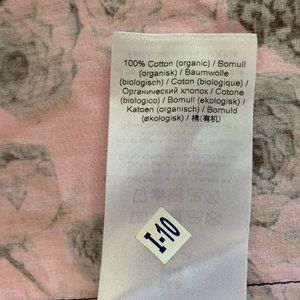 100% Cotton (organic) / Bomull
(organisk) / Baumwolle
(biologisch) / Coton (biologique) /
Органический хлопок / Cotone
(biologico) / Bomull (ekologisk) /
Katoen (organisch) / Bomuld
(økologisk) / 棉(有机)
I-10